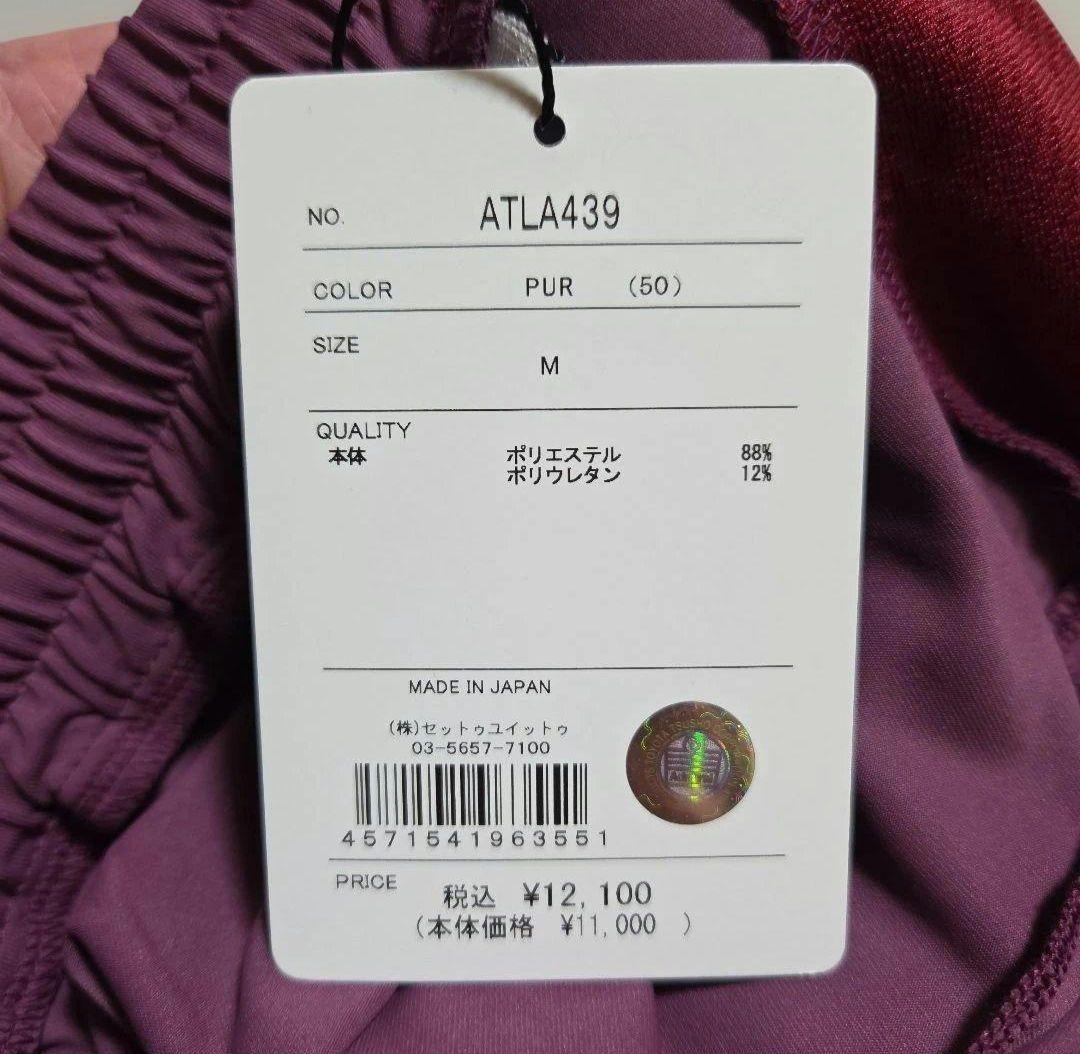 NO. ATLA439
COLOR PUR (50)
SIZE
M
QUALITY
本体 ポリエステル 88%
ポリウレタン 12%
MADE IN JAPAN
(株)セットゥユイットゥ
03-5657-7100
4571541963551
PRICE 税込 ¥12,100
(本体価格 ¥11,000 )